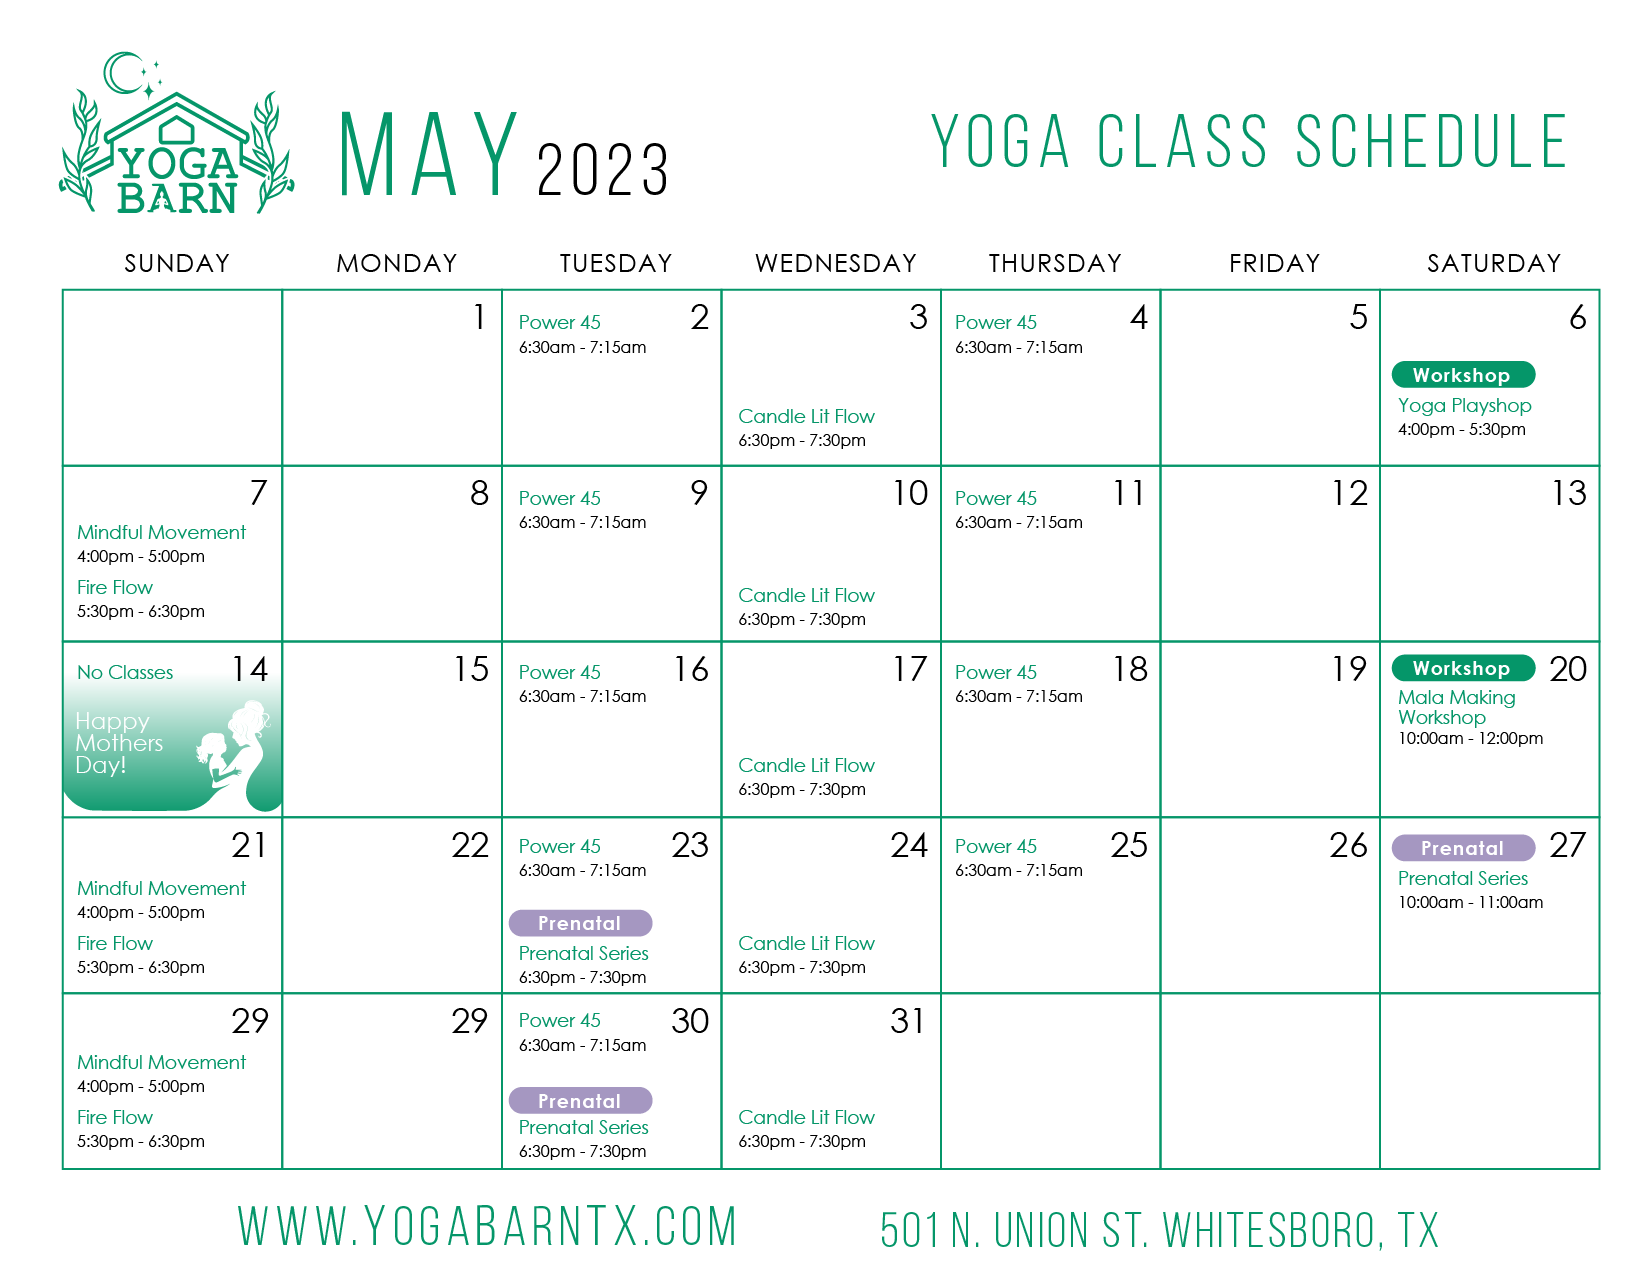 YOGA
BARN
MAY 2023
YOGA CLASS SCHEDULE
SUNDAY MONDAY TUESDAY WEDNESDAY THURSDAY FRIDAY SATURDAY
1
Power 45 2
6:30am - 7:15am
3
Candle Lit Flow
6:30pm - 7:30pm
Power 45 4
6:30am - 7:15am
5
6
Workshop
Yoga Playshop
4:00pm - 5:30pm
7
Mindful Movement
4:00pm - 5:00pm
Fire Flow
5:30pm - 6:30pm
8
Power 45 9
6:30am - 7:15am
10
Candle Lit Flow
6:30pm - 7:30pm
Power 45 11
6:30am - 7:15am
12
13
No Classes 14
Happy
Mothers
Day!
15
Power 45 16
6:30am - 7:15am
17
Candle Lit Flow
6:30pm - 7:30pm
Power 45 18
6:30am - 7:15am
19
Workshop 20
Mala Making
Workshop
10:00am - 12:00pm
21
Mindful Movement
4:00pm - 5:00pm
Fire Flow
5:30pm - 6:30pm
22
Power 45 23
6:30am - 7:15am
Prenatal
Prenatal Series
6:30pm - 7:30pm
24
Candle Lit Flow
6:30pm - 7:30pm
Power 45 25
6:30am - 7:15am
26
Prenatal 27
Prenatal Series
10:00am - 11:00am
29
Mindful Movement
4:00pm - 5:00pm
Fire Flow
5:30pm - 6:30pm
29
Power 45 30
6:30am - 7:15am
Prenatal
Prenatal Series
6:30pm - 7:30pm
31
Candle Lit Flow
6:30pm - 7:30pm
WWW.YOGABARNTX.COM
501 N. UNION ST. WHITESBORO, TX